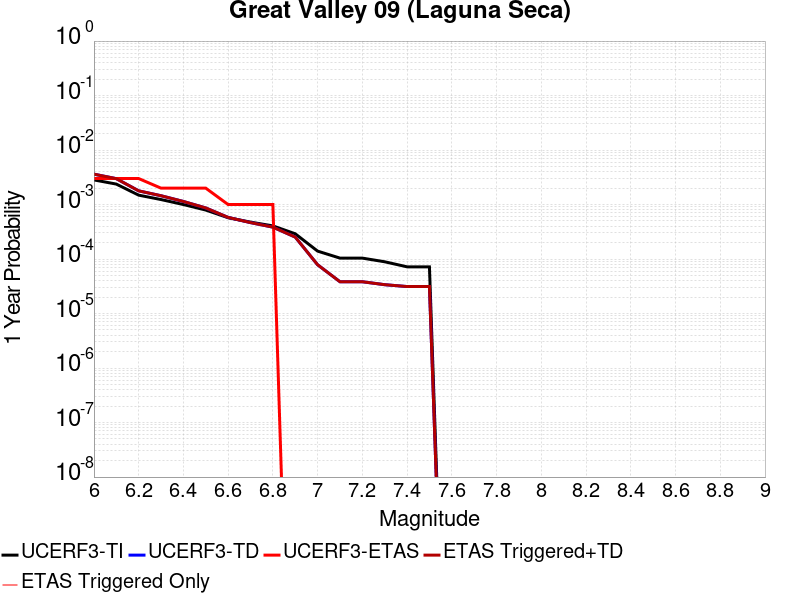 Great Valley 09 (Laguna Seca)
10^0
10^-1
10^-2
10^-3
10^-4
10^-5
10^-6
10^-7
10^-8
1 Year Probability
6 6.2 6.4 6.6 6.8 7 7.2 7.4 7.6 7.8 8 8.2 8.4 8.6 8.8 9
Magnitude
UCERF3-TI UCERF3-TD UCERF3-ETAS ETAS Triggered+TD
ETAS Triggered Only